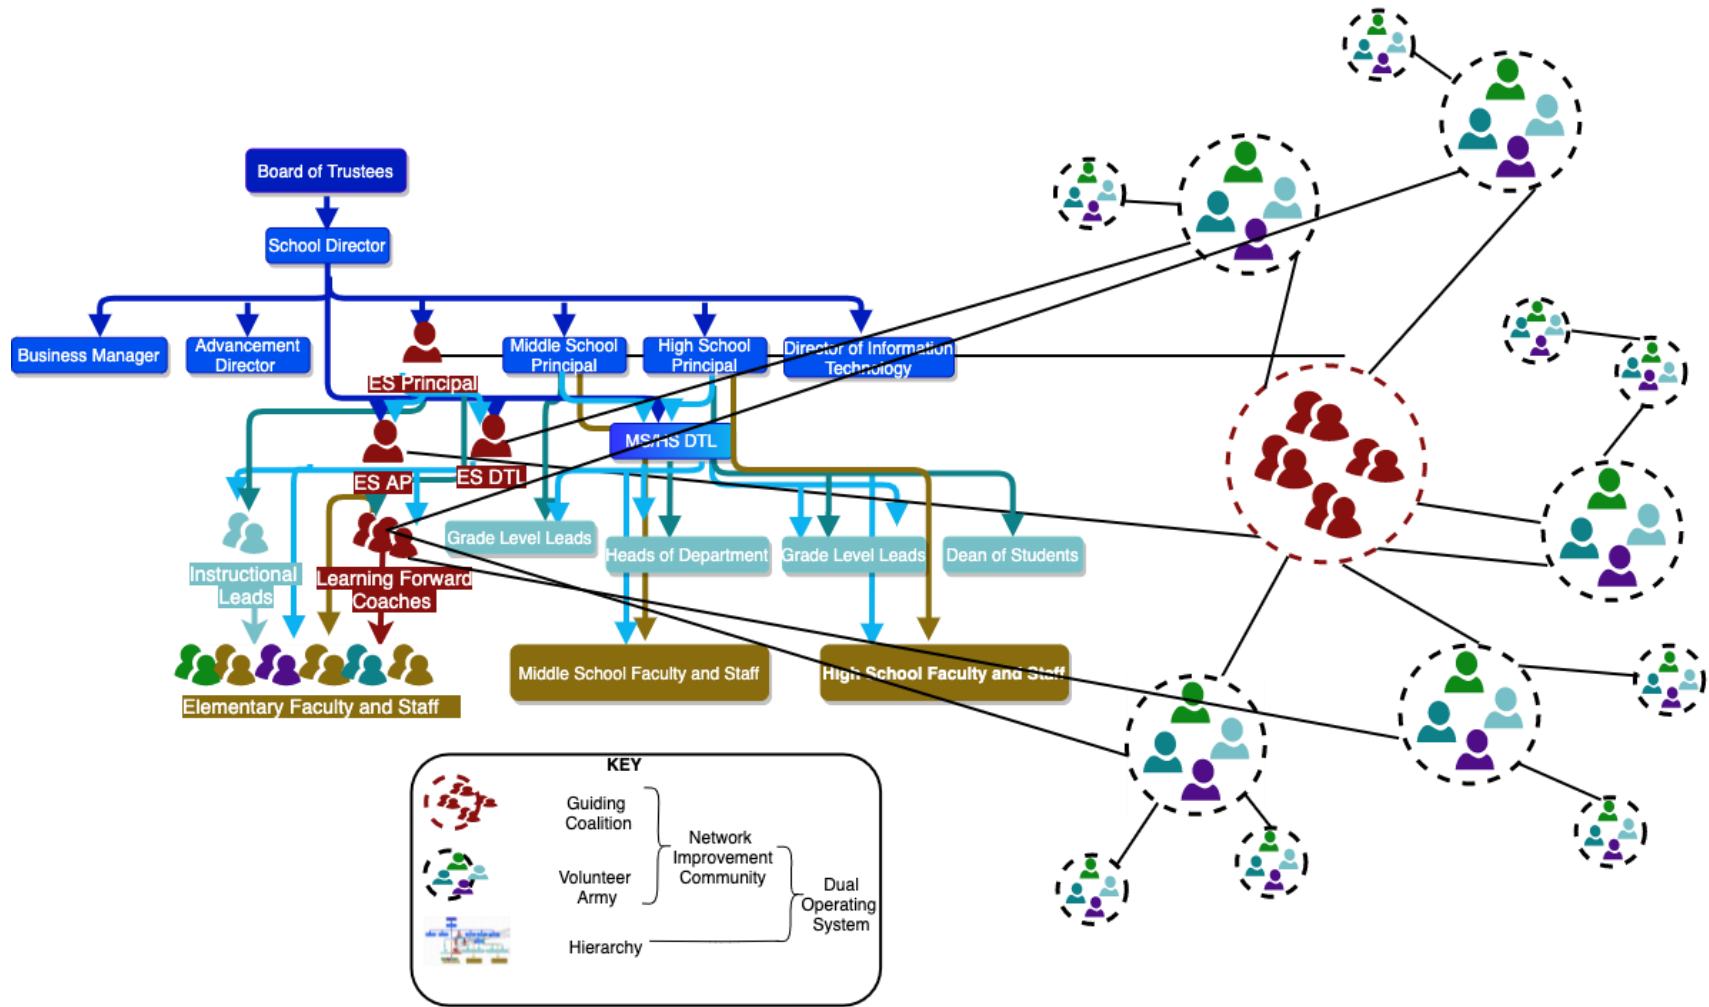 Board of Trustees
School Director
Business Manager
Advancement
Director
ES Principal
Middle School
Principal
High School
Principal
Director of Information
Technology
ES AP
ES DTL
MS/HS DTL
Instructional
Leads
Learning Forward
Coaches
Grade Level Leads
Heads of Department
Grade Level Leads
Dean of Students
Elementary Faculty and Staff
Middle School Faculty and Staff
High School Faculty and Staff
KEY
Guiding
Coalition
Volunteer
Army
Hierarchy
Network
Improvement
Community
Dual
Operating
System